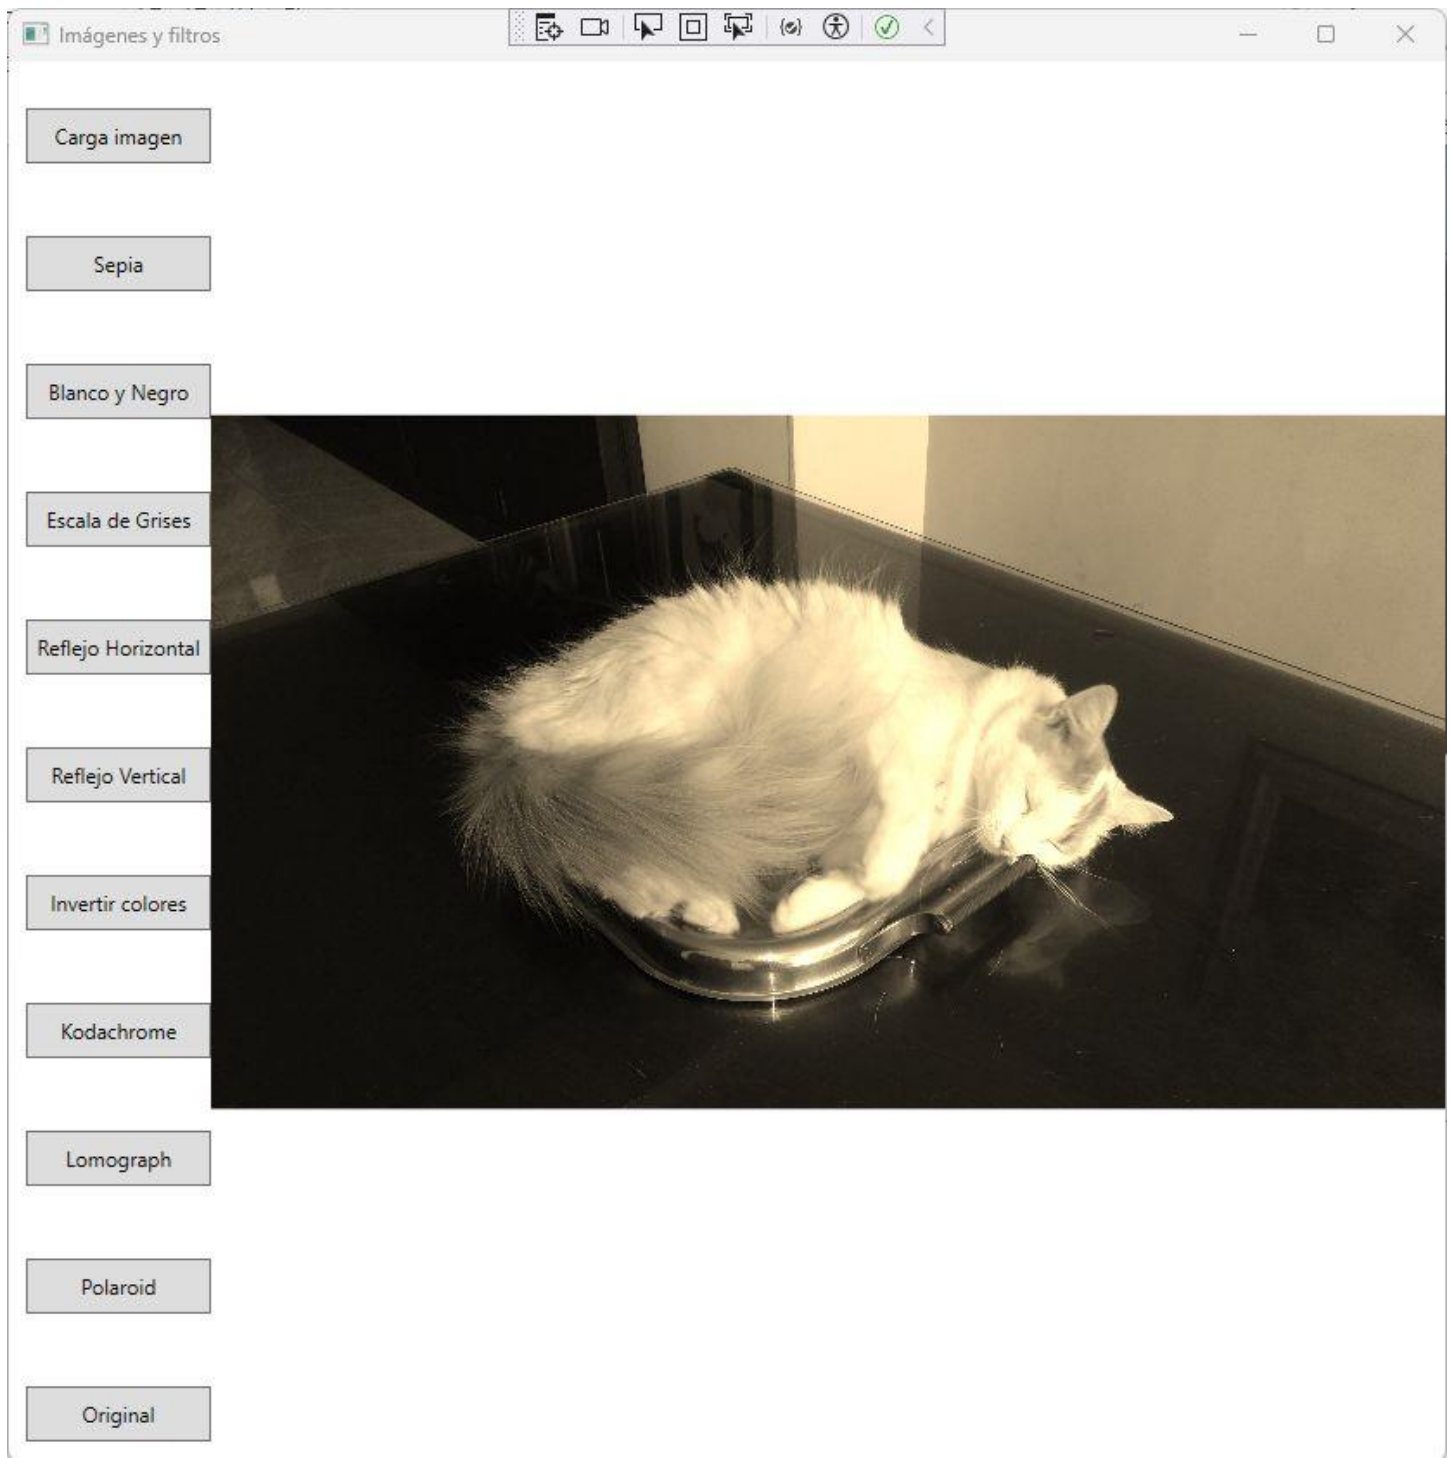 Imágenes y filtros
Carga imagen
Sepia
Blanco y Negro
Escala de Grises
Reflejo Horizontal
Reflejo Vertical
Invertir colores
Kodachrome
Lomograph
Polaroid
Original